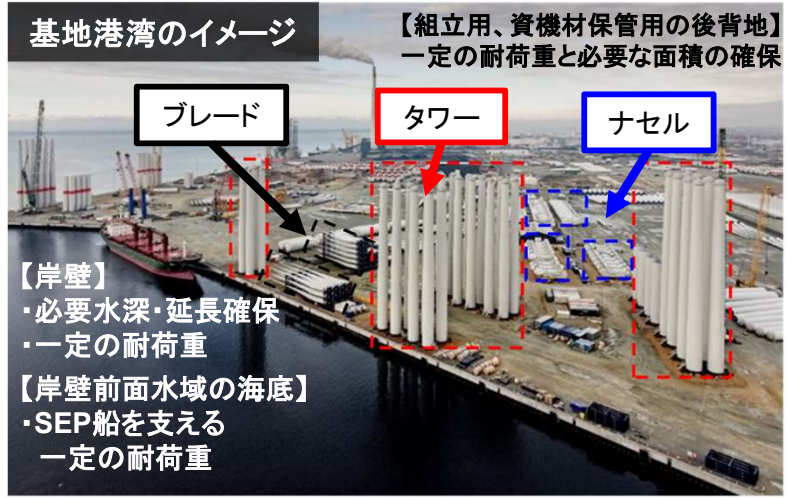 基地港湾のイメージ
【組立用、資機材保管用の後背地】
一定の耐荷重と必要な面積の確保
ブレード
タワー
ナセル
【岸壁】
・必要水深・延長確保
・一定の耐荷重
【岸壁前面水域の海底】
・SEP船を支える
一定の耐荷重